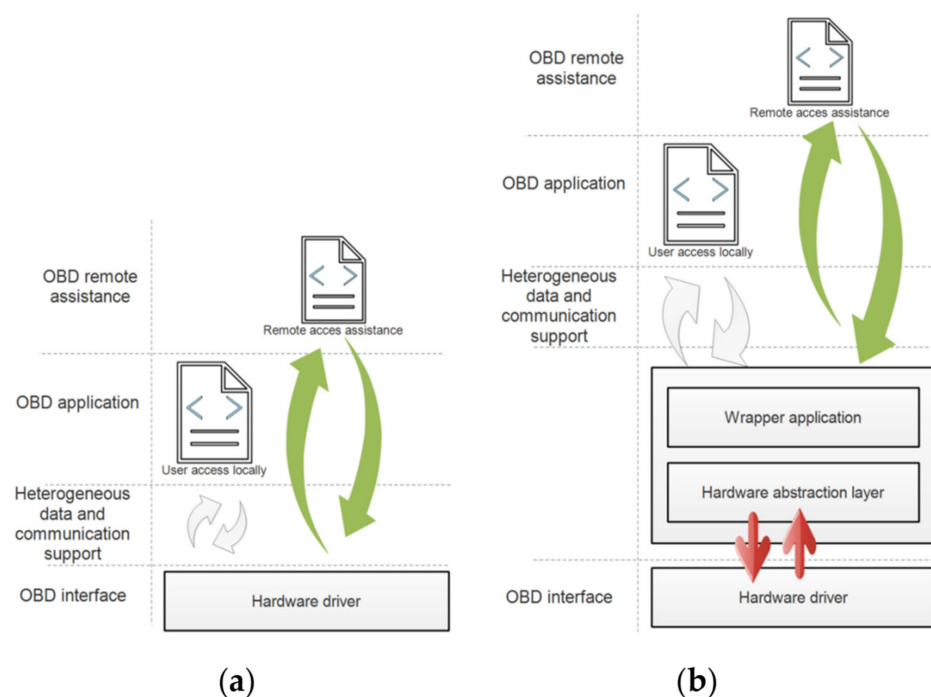 OBD remote
assistance
Remote acces assistance
OBD application
User access locally
Heterogeneous
data and
communication
support
OBD interface
Hardware driver
(a)
OBD remote
assistance
Remote acces assistance
OBD application
User access locally
Heterogeneous
data and
communication
support
Wrapper application
Hardware abstraction layer
OBD interface
Hardware driver
(b)